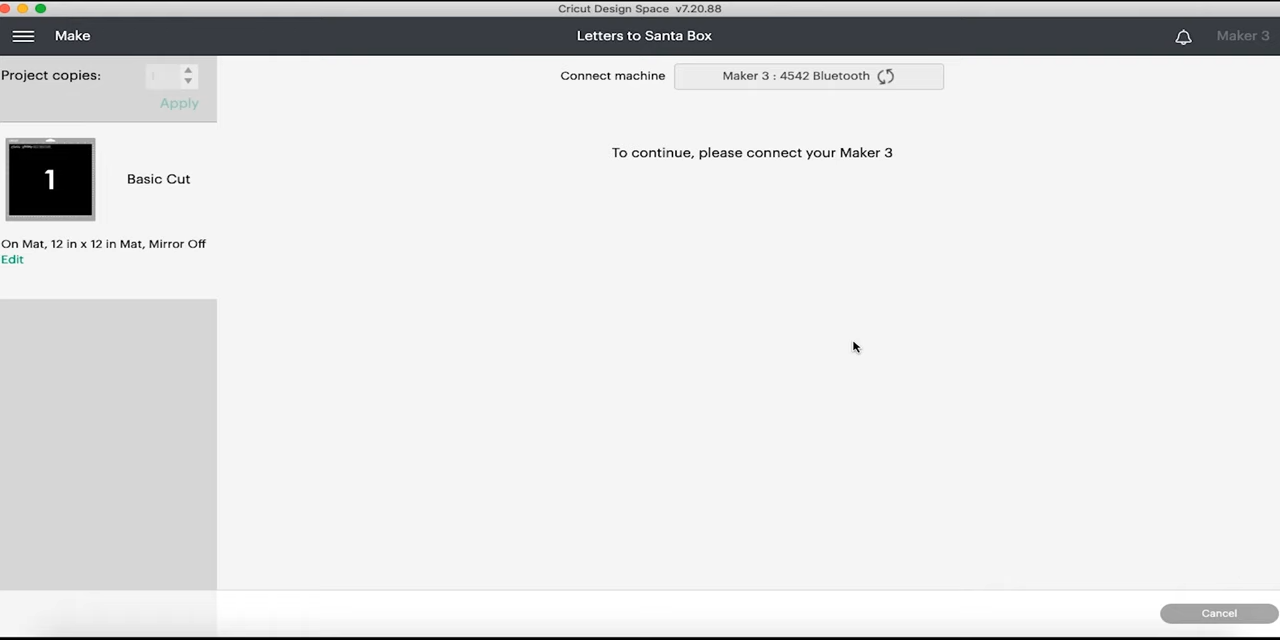 Cricut Design Space v7.20.88
Make
Letters to Santa Box
Maker 3
Project copies:
Apply
Connect machine
Maker 3 : 4542 Bluetooth
To continue, please connect your Maker 3
1
Basic Cut
On Mat, 12 in x 12 in Mat, Mirror Off
Edit
Cancel